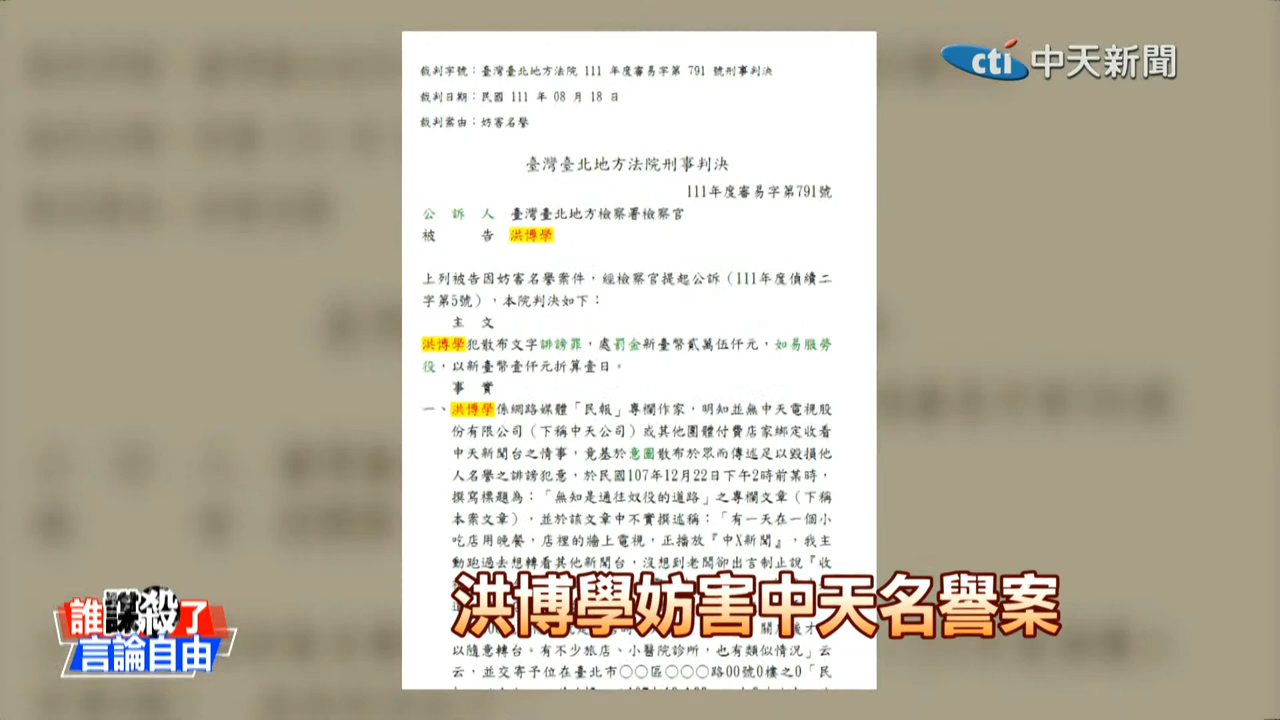 cti 中天新聞
裁判字號：臺灣臺北地方法院 111 年度審易字第 791 號刑事判決
裁判日期：民國 111 年 08 月 18 日
裁判案由：妨害名譽
臺灣臺北地方法院刑事判決
111年度審易字第791號
公 訴 人 臺灣臺北地方檢察署檢察官
被 告 洪博學
上列被告因妨害名譽案件，經檢察官提起公訴（111年度偵續二
字第5號），本院判決如下：
主 文
洪博學犯散布文字誹謗罪，處罰金新臺幣貳萬伍仟元，如易服勞
役，以新臺幣壹仟元折算壹日。
事 實
一、洪博學係網路媒體「民報」專欄作家，明知並無中天電視股
份有限公司（下稱中天公司）或其他團體付費店家綁定收看
中天新聞台之情事，竟基於意圖散布於眾而傳述足以毀損他
人名譽之誹謗犯意，於民國107年12月22日下午2時前某時，
撰寫標題為：「無知是通往奴役的道路」之專欄文章（下稱
本案文章），並於該文章中不實撰述稱：「有一天在一個小
吃店用晚餐，店裡的牆上電視，正播放『中X新聞』，我主
動跑過去想轉看其他新聞台，沒想到老闆卻出言制止說『收
洪博學妨害中天名譽案
以隨意轉台。有不少旅店、小醫院診所，也有類似情況」云
云，並交寄予位在臺北市○○區○○○路00號0樓之0「民
誰謀殺了
言論自由